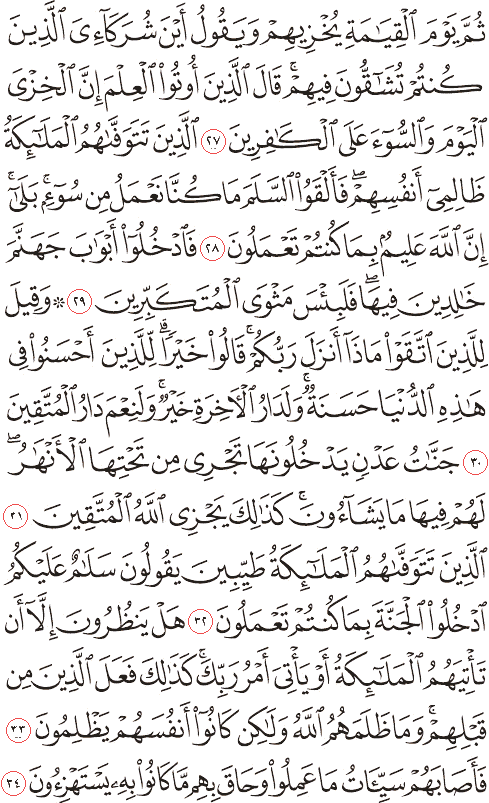 ثُمَّ يَوْمَ ٱلْقِيَٰمَةِ يُخْزِيهِمْ وَيَقُولُ أَيْنَ شُرَكَآءِىَ ٱلَّذِينَ
كُنتُمْ تُشَٰٓقُّونَ فِيهِمْ ۚ قَالَ ٱلَّذِينَ أُوتُوا۟ ٱلْعِلْمَ إِنَّ ٱلْخِزْىَ
ٱلْيَوْمَ وَٱلسُّوٓءَ عَلَى ٱلْكَٰفِرِينَ ٢٧ ٱلَّذِينَ تَتَوَفَّىٰهُمُ ٱلْمَلَٰٓئِكَةُ
ظَالِمِىٓ أَنفُسِهِمْ ۖ فَأَلْقَوُا۟ ٱلسَّلَمَ مَا كُنَّا نَعْمَلُ مِن سُوٓءٍۭ ۚ بَلَىٰٓ ۚ
إِنَّ ٱللَّهَ عَلِيمٌۢ بِمَا كُنتُمْ تَعْمَلُونَ ٢٨ فَٱدْخُلُوٓا۟ أَبْوَٰبَ جَهَنَّمَ
خَٰلِدِينَ فِيهَا ۖ فَلَبِئْسَ مَثْوَى ٱلْمُتَكَبِّرِينَ ٢٩ ۞ وَقِيلَ
لِلَّذِينَ ٱتَّقَوْا۟ مَاذَآ أَنزَلَ رَبُّكُمْ ۚ قَالُوا۟ خَيْرًا ۗ لِّلَّذِينَ أَحْسَنُوا۟ فِى
هَٰذِهِ ٱلدُّنْيَا حَسَنَةٌ ۚ وَلَدَارُ ٱلْءَاخِرَةِ خَيْرٌ ۚ وَلَنِعْمَ دَارُ ٱلْمُتَّقِينَ
٣٠ جَنَّٰتُ عَدْنٍ يَدْخُلُونَهَا تَجْرِى مِن تَحْتِهَا ٱلْأَنْهَٰرُ ۖ
لَهُمْ فِيهَا مَا يَشَآءُونَ ۚ كَذَٰلِكَ يَجْزِى ٱللَّهُ ٱلْمُتَّقِينَ ٣١
ٱلَّذِينَ تَتَوَفَّىٰهُمُ ٱلْمَلَٰٓئِكَةُ طَيِّبِينَ ۙ يَقُولُونَ سَلَٰمٌ عَلَيْكُمُ
ٱدْخُلُوا۟ ٱلْجَنَّةَ بِمَا كُنتُمْ تَعْمَلُونَ ٣٢ هَلْ يَنظُرُونَ إِلَّآ أَن
تَأْتِيَهُمُ ٱلْمَلَٰٓئِكَةُ أَوْ يَأْتِىَ أَمْرُ رَبِّكَ ۚ كَذَٰلِكَ فَعَلَ ٱلَّذِينَ مِن
قَبْلِهِمْ ۚ وَمَا ظَلَمَهُمُ ٱللَّهُ وَلَٰكِن كَانُوٓا۟ أَنفُسَهُمْ يَظْلِمُونَ ٣٣
فَأَصَابَهُمْ سَيِّـَٔاتُ مَا عَمِلُوا۟ وَحَاقَ بِهِم مَّا كَانُوا۟ بِهِۦ يَسْتَهْزِءُونَ ٣٤